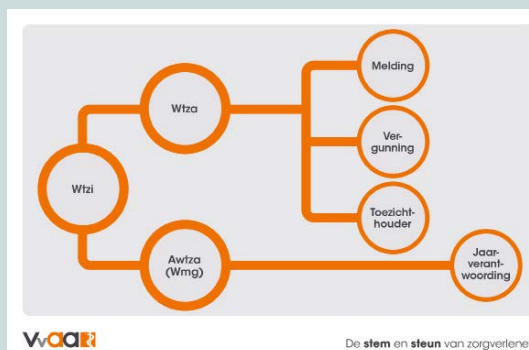 Melding
Wtza
Ver-
gunning
Wtzi
Toezicht-
houder
Awtza
(Wmg)
Jaar-
verant-
woording
VvAA
De stem en steun van zorgverlene